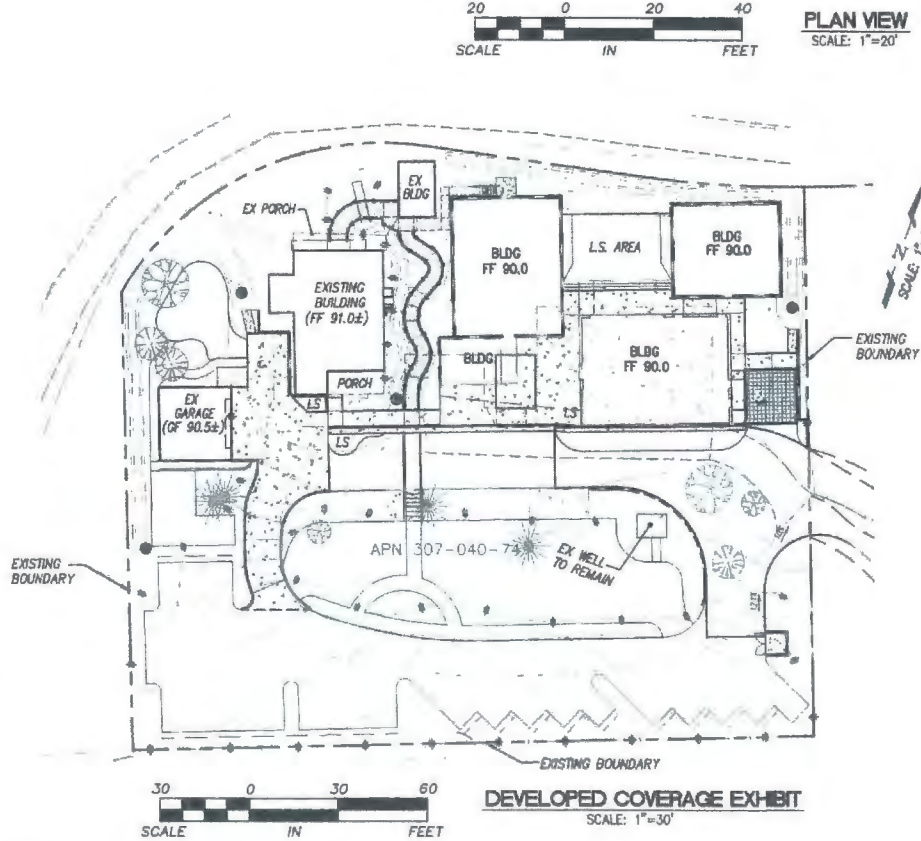 20 0 20 40
SCALE IN FEET
PLAN VIEW
SCALE: 1"=20'
EX
BLDG
EX PORCH
BLDG
FF 90.0
L.S. AREA
BLDG
FF 90.0
N
SCALE: 1"
EXISTING
BUILDING
(FF 91.0±)
EXISTING
BOUNDARY
BLDG
BLDG
FF 90.0
PORCH
LS
LS
EX
GARAGE
(GF 90.5±)
LS
APN 307-040-74
EX WELL
TO REMAIN
EXISTING
BOUNDARY
EXISTING BOUNDARY
30 0 30 60
SCALE IN FEET
DEVELOPED COVERAGE EXHIBIT
SCALE: 1"=30'